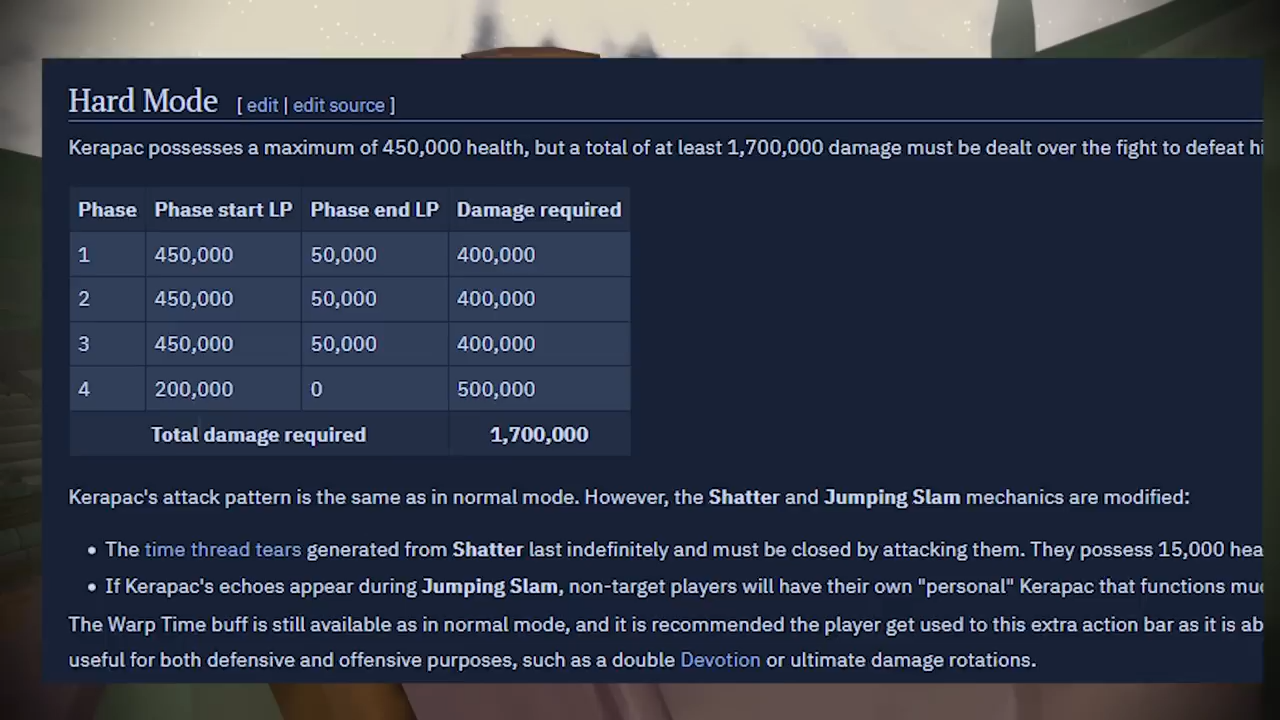 Hard Mode [ edit | edit source ]
Kerapac possesses a maximum of 450,000 health, but a total of at least 1,700,000 damage must be dealt over the fight to defeat
Phase Phase start LP Phase end LP Damage required
1 450,000 50,000 400,000
2 450,000 50,000 400,000
3 450,000 50,000 400,000
4 200,000 0 500,000
Total damage required 1,700,000
Kerapac's attack pattern is the same as in normal mode. However, the Shatter and Jumping Slam mechanics are modified:
• The time thread tears generated from Shatter last indefinitely and must be closed by attacking them. They possess 15,000
• If Kerapac's echoes appear during Jumping Slam, non-target players will have their own "personal" Kerapac that functions
The Warp Time buff is still available as in normal mode, and it is recommended the player get used to this extra action bar as it is
useful for both defensive and offensive purposes, such as a double Devotion or ultimate damage rotations.